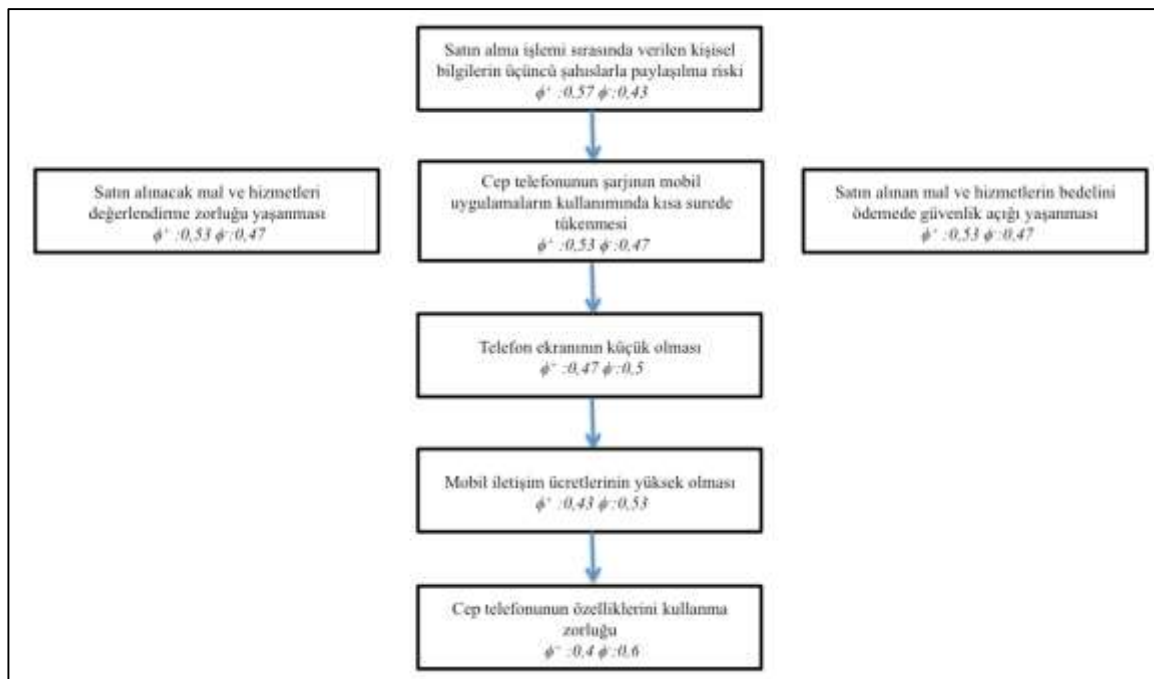 Satın alma işlemi sırasında verilen kişisel
bilgilerin üçüncü şahıslarla paylaşılma riski
ϕ⁺ :0,57 ϕ⁻:0,43
Satın alınacak mal ve hizmetleri
değerlendirme zorluğu yaşanması
ϕ⁺ :0,53 ϕ⁻:0,47
Cep telefonunun şarjının mobil
uygulamaların kullanımında kısa surede
tükenmesi
ϕ⁺ :0,53 ϕ⁻:0,47
Satın alınan mal ve hizmetlerin bedelini
ödemede güvenlik açığı yaşanması
ϕ⁺ :0,53 ϕ⁻:0,47
Telefon ekranının küçük olması
ϕ⁺ :0,47 ϕ⁻:0,5
Mobil iletişim ücretlerinin yüksek olması
ϕ⁺ :0,43 ϕ⁻:0,53
Cep telefonunun özelliklerini kullanma
zorluğu
ϕ⁺ :0,4 ϕ⁻:0,6